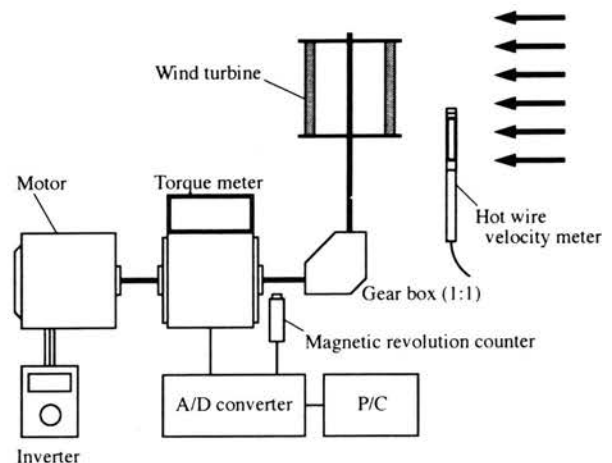 Wind turbine
Torque meter
Motor
Hot wire
velocity meter
Gear box (1:1)
Magnetic revolution counter
A/D converter
P/C
Inverter